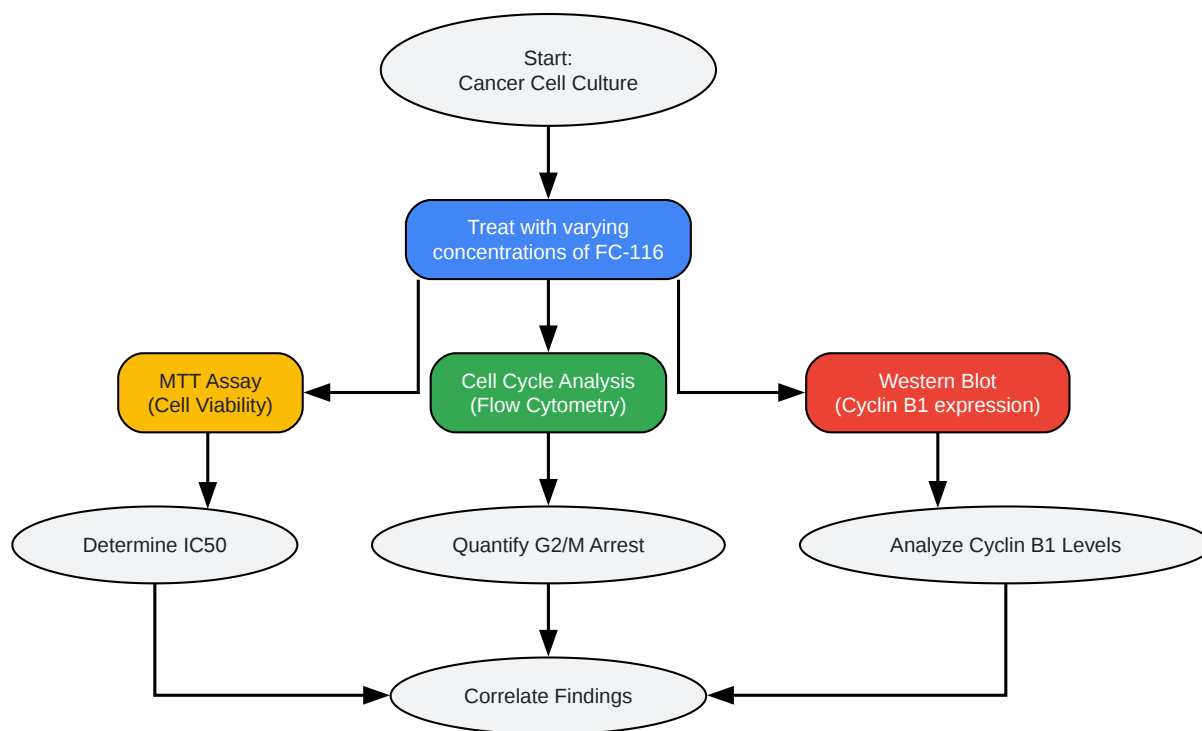 Start:
Cancer Cell Culture
Treat with varying
concentrations of FC-116
MTT Assay
(Cell Viability)
Cell Cycle Analysis
(Flow Cytometry)
Western Blot
(Cyclin B1 expression)
Determine IC50
Quantify G2/M Arrest
Analyze Cyclin B1 Levels
Correlate Findings